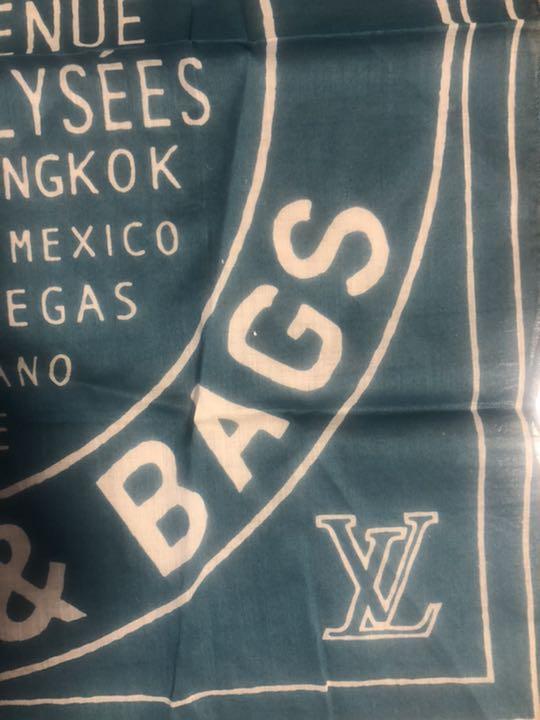 ENUE
LYSÉES
NGKOK
MEXICO
EGAS
ANO
& BAGS
LV